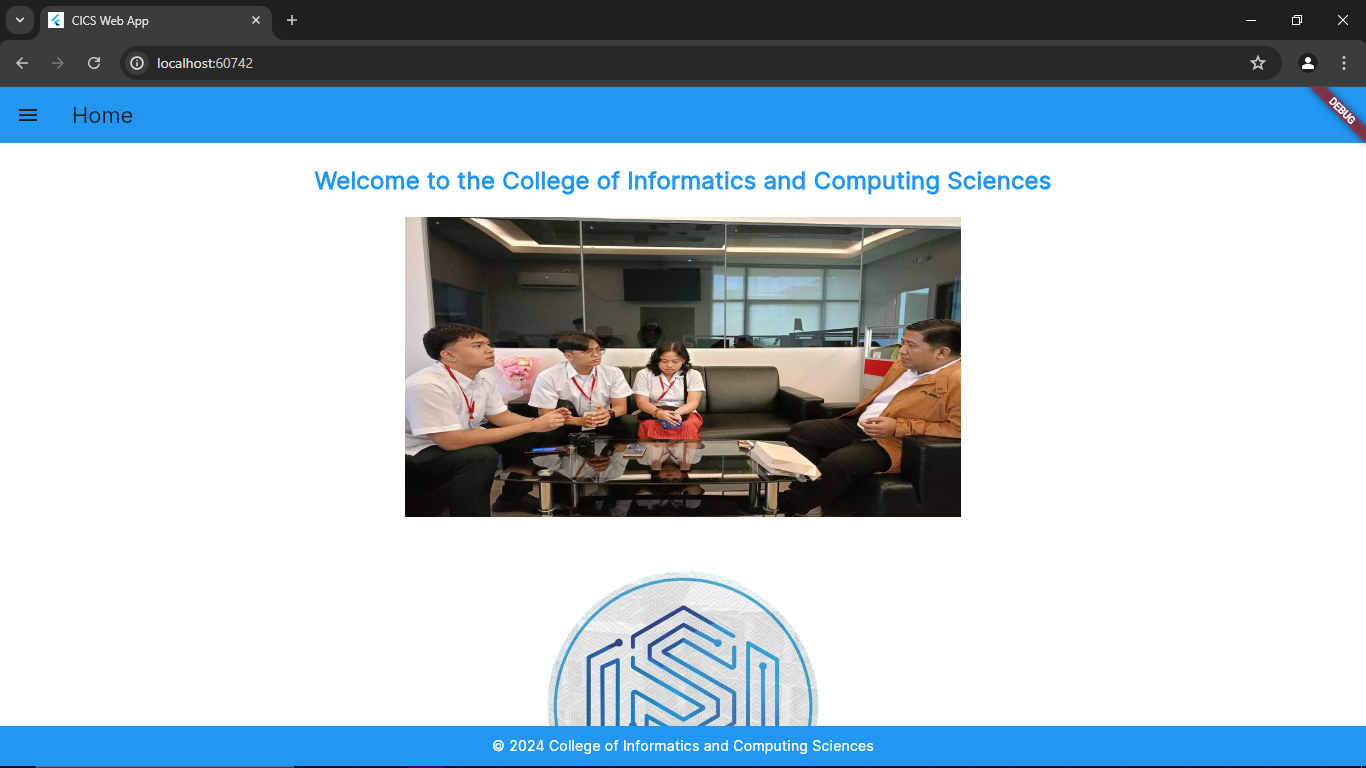 CICS Web App
localhost:60742
Home
DEBUG
Welcome to the College of Informatics and Computing Sciences
© 2024 College of Informatics and Computing Sciences